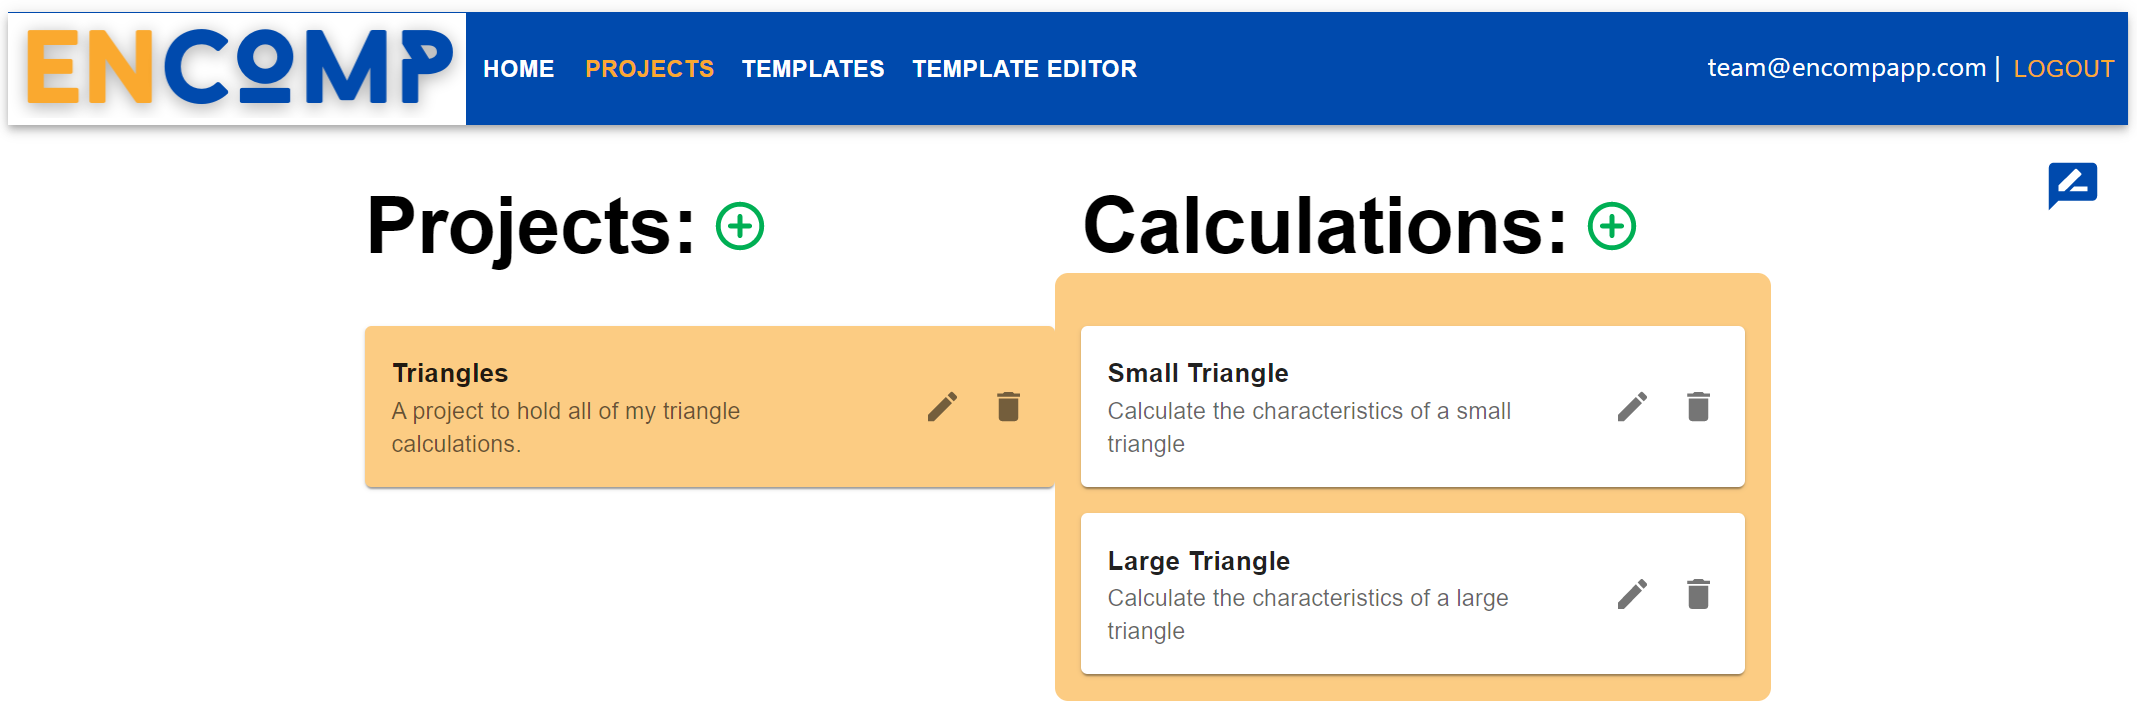 ENCOMP
HOME PROJECTS TEMPLATES TEMPLATE EDITOR
team@encompapp.com | LOGOUT
Projects:
Triangles
A project to hold all of my triangle
calculations.
Calculations:
Small Triangle
Calculate the characteristics of a small
triangle
Large Triangle
Calculate the characteristics of a large
triangle